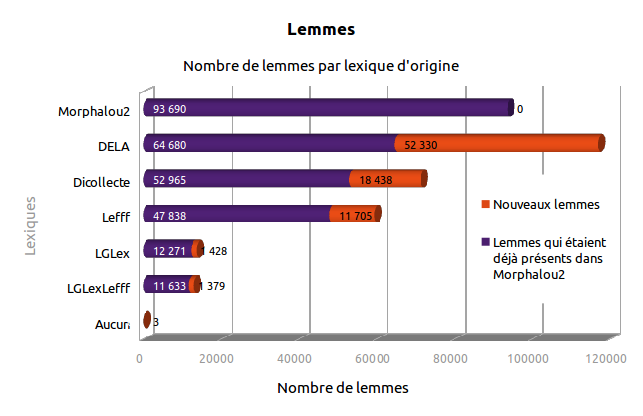 Lemmes
Nombre de lemmes par lexique d'origine
Lexiques
Morphalou2 93 690 0
DELA 64 680 52 330
Dicollecte 52 965 18 438
Lefff 47 838 11 705
LGLex 12 271 1 428
LGLexLefff 11 633 1 379
Aucun 3
Nouveaux lemmes
Lemmes qui étaient
déjà présents dans
Morphalou2
0 20000 40000 60000 80000 100000 120000
Nombre de lemmes